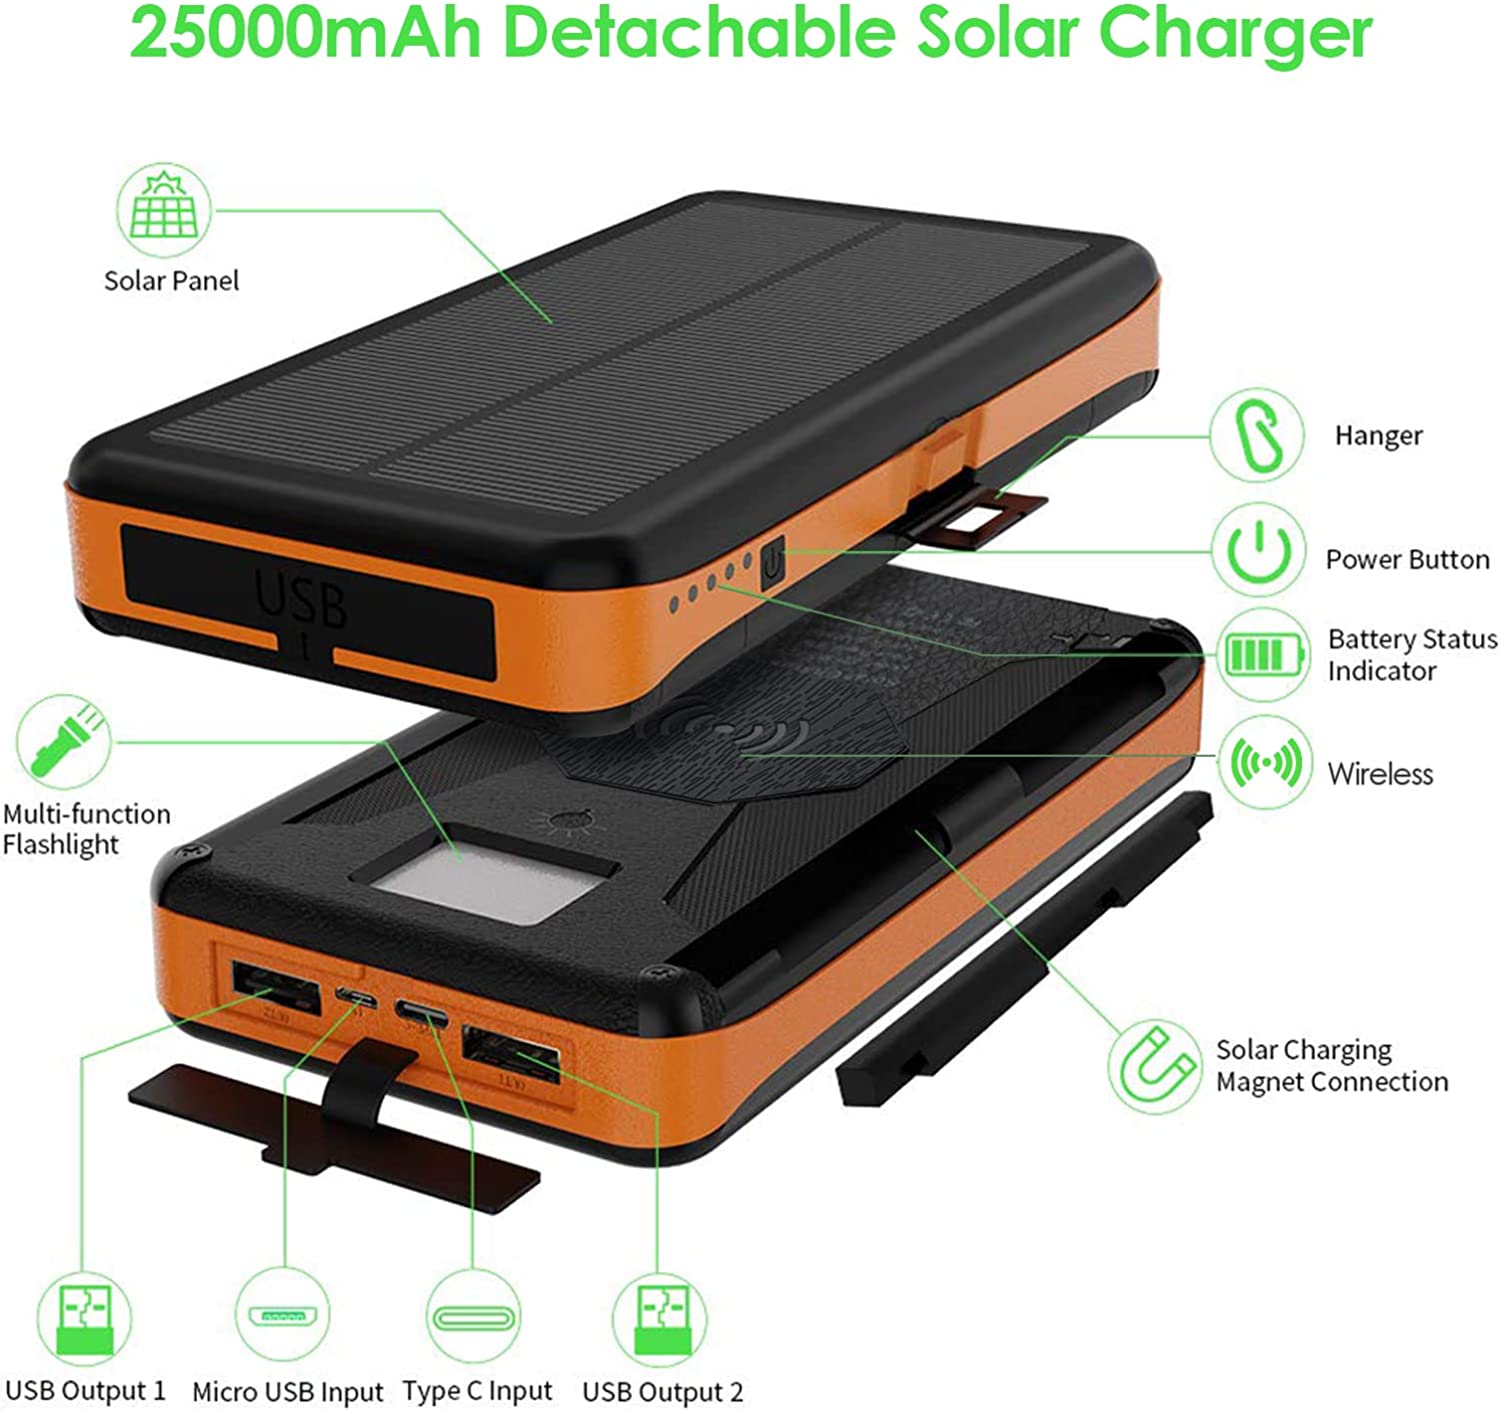 25000mAh Detachable Solar Charger
Solar Panel
Hanger
Power Button
USB
Battery Status
Indicator
Multi-function
Flashlight
Wireless
Solar Charging
Magnet Connection
USB Output 1
Micro USB Input
Type C Input
USB Output 2